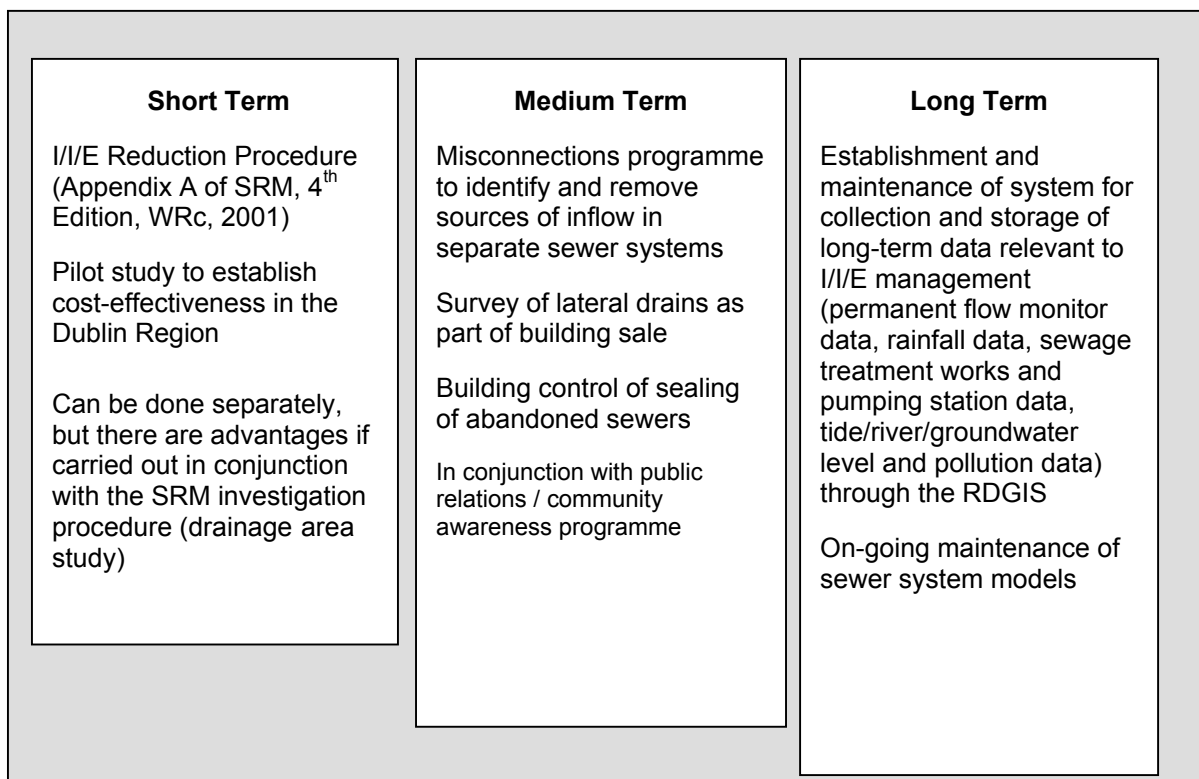 Short Term
I/I/E Reduction Procedure
(Appendix A of SRM, 4th
Edition, WRc, 2001)
Pilot study to establish
cost-effectiveness in the
Dublin Region
Can be done separately,
but there are advantages if
carried out in conjunction
with the SRM investigation
procedure (drainage area
study)
Medium Term
Misconnections programme
to identify and remove
sources of inflow in
separate sewer systems
Survey of lateral drains as
part of building sale
Building control of sealing
of abandoned sewers
In conjunction with public
relations / community
awareness programme
Long Term
Establishment and
maintenance of system for
collection and storage of
long-term data relevant to
I/I/E management
(permanent flow monitor
data, rainfall data, sewage
treatment works and
pumping station data,
tide/river/groundwater
level and pollution data)
through the RDGIS
On-going maintenance of
sewer system models